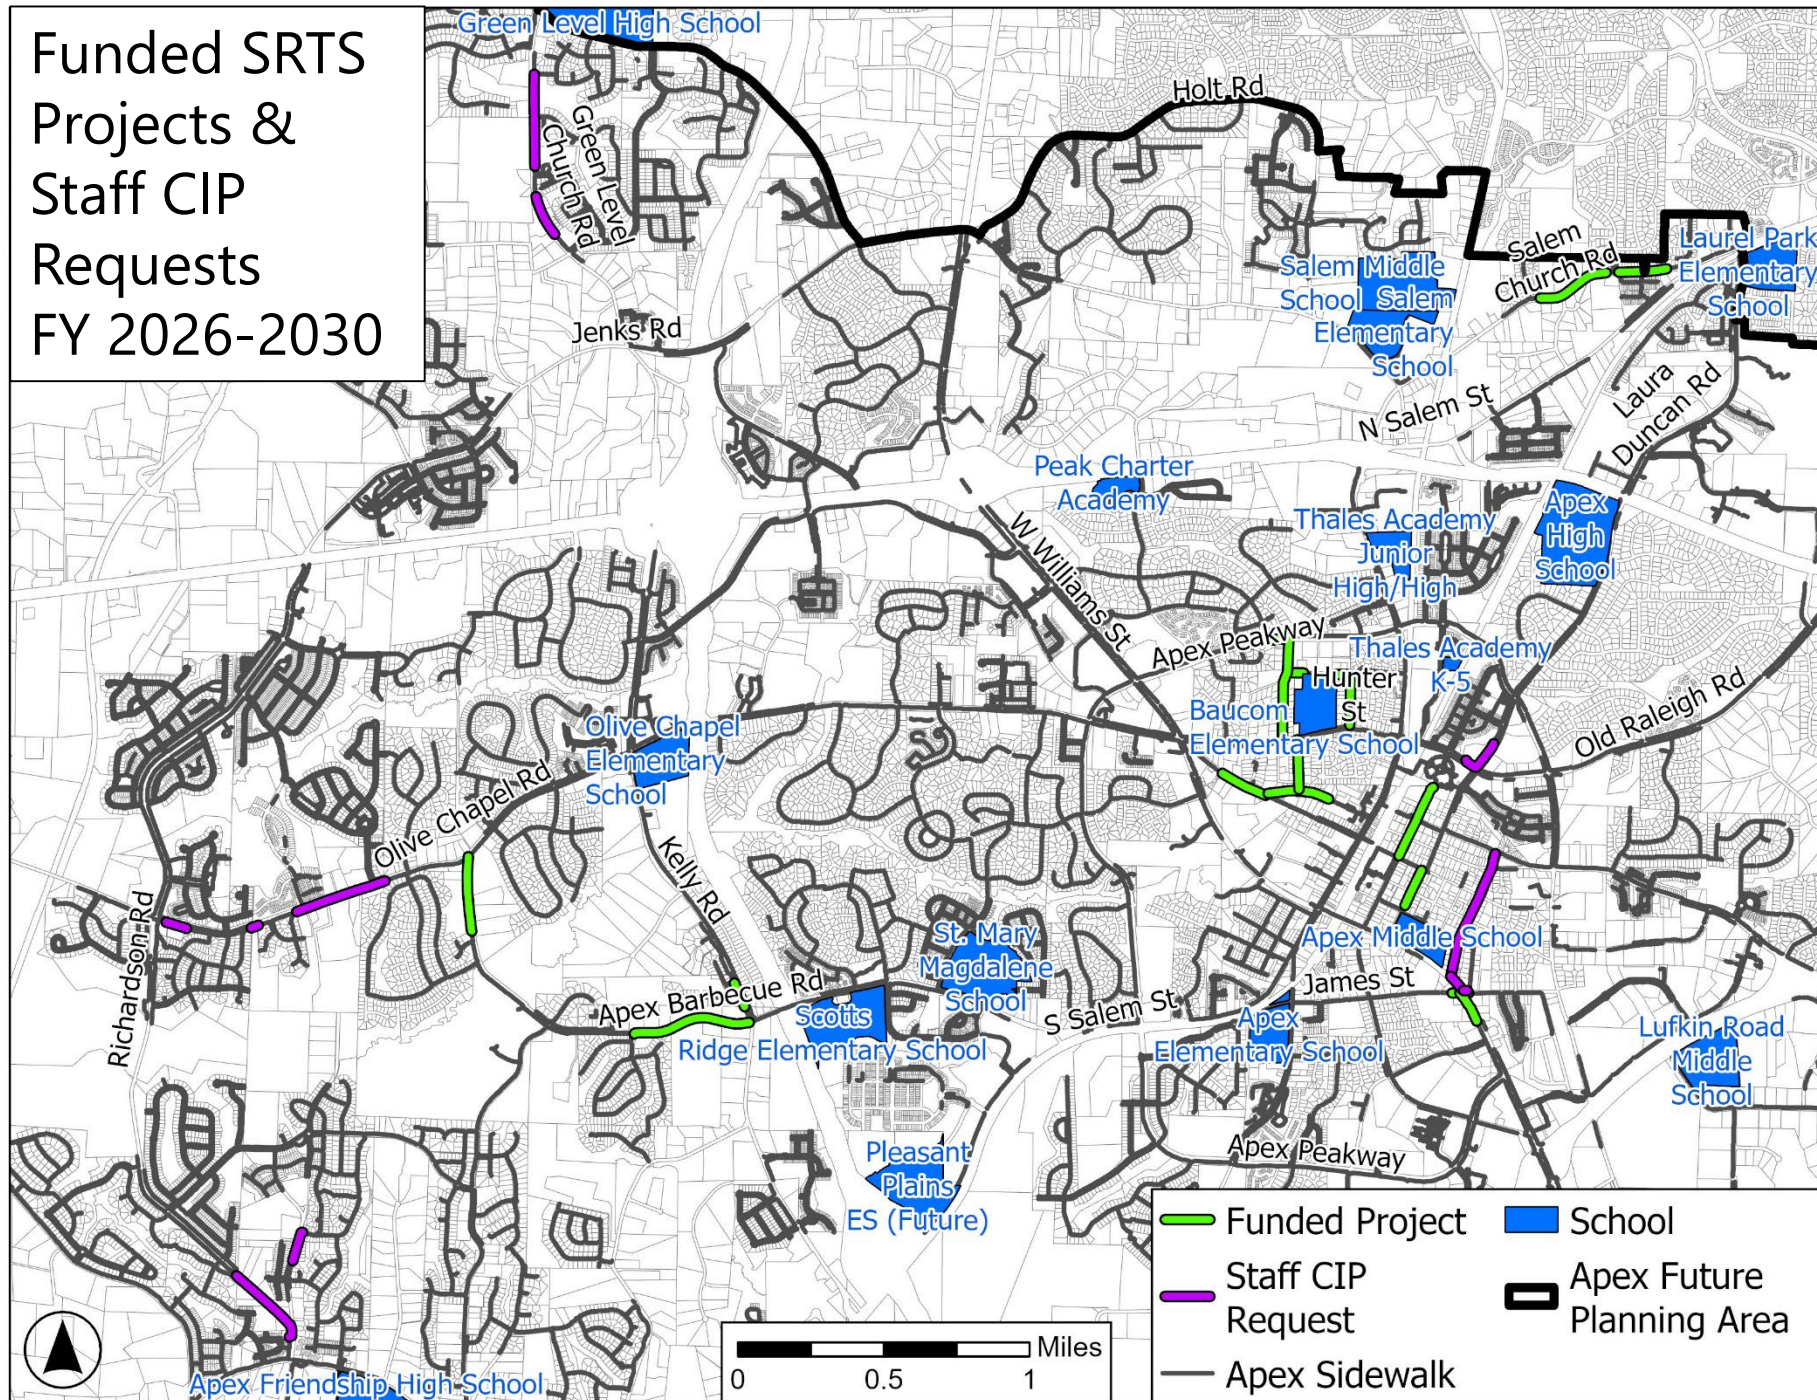 Funded SRTS
Projects &
Staff CIP
Requests
FY 2026-2030
Green Level High School
Holt Rd
Green Level
Church Rd
Jenks Rd
Salem Middle
School Salem
Elementary
School
Salem
Church Rd
Laurel Park
Elementary
School
N Salem St
Laura
Duncan Rd
Peak Charter
Academy
W Williams St
Thales Academy
Junior
High/High
Apex
High
School
Apex Peakway
Thales Academy
K-5
Hunter
St
Baucom
Elementary School
Old Raleigh Rd
Olive Chapel
Elementary
School
Olive Chapel Rd
Kelly Rd
Richardson Rd
St. Mary
Magdalene
School
Apex Middle School
James St
Apex Barbecue Rd
Scotts
Ridge Elementary School
S Salem St
Apex
Elementary School
Lufkin Road
Middle
School
Pleasant
Plains
ES (Future)
Apex Peakway
Apex Friendship High School
Miles
0 0.5 1
Funded Project
Staff CIP
Request
Apex Sidewalk
School
Apex Future
Planning Area